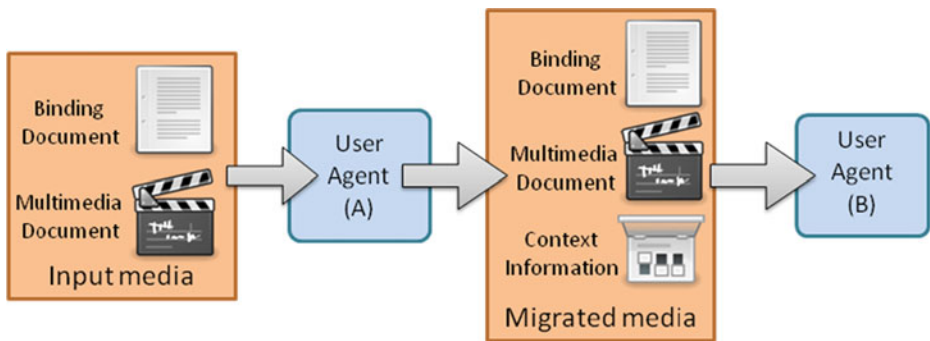 Binding
Document
Multimedia
Document
Input media
User
Agent
(A)
Binding
Document
Multimedia
Document
Context
Information
Migrated media
User
Agent
(B)